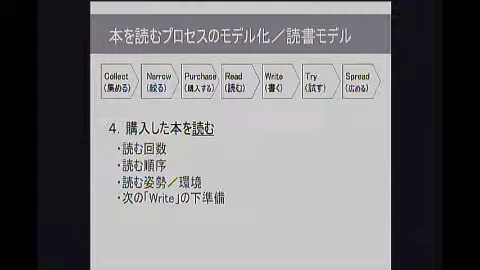 本を読むプロセスのモデル化／読書モデル
Collect
(集める)
Narrow
(絞る)
Purchase
(購入する)
Read
(読む)
Write
(書く)
Try
(試す)
Spread
(広める)
4．購入した本を読む
・読む回数
・読む順序
・読む姿勢／環境
・次の「Write」の下準備